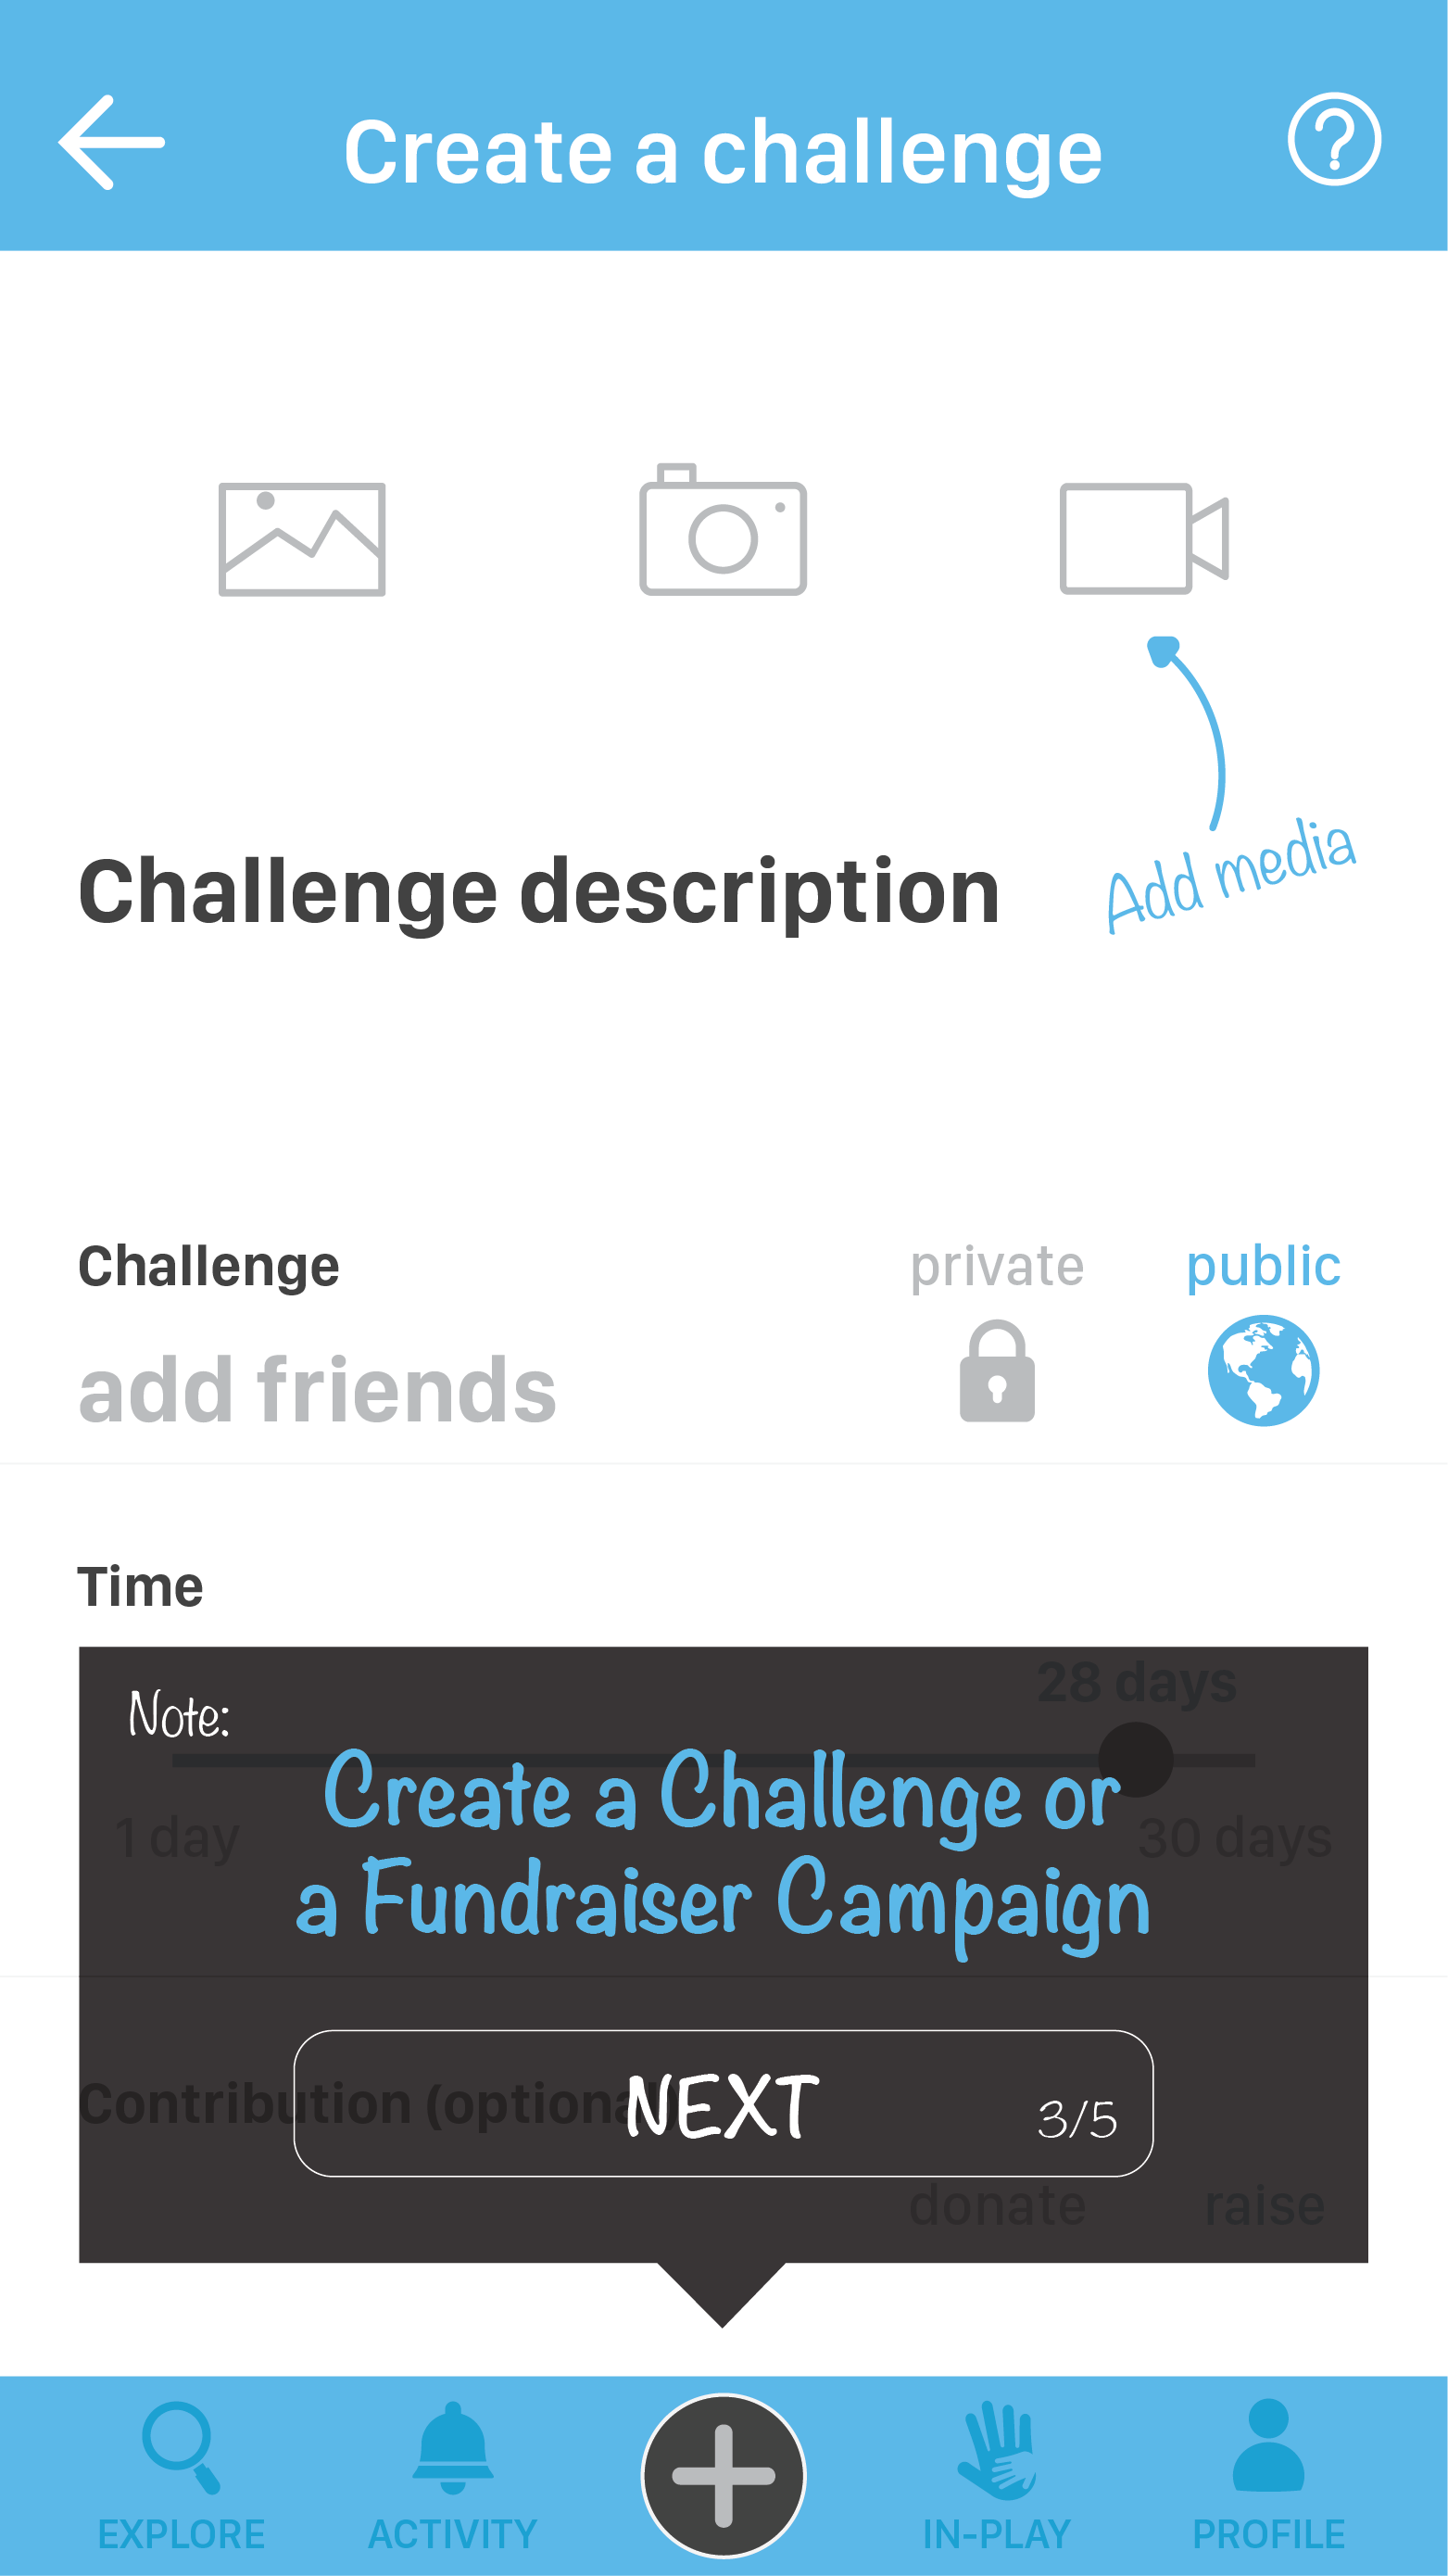 Create a challenge
Add media
Challenge description
Challenge
private
public
add friends
Time
28 days
Note:
Create a Challenge or
1 day
30 days
a Fundraiser Campaign
Contribution (optional)
NEXT
3/5
donate
raise
EXPLORE
ACTIVITY
IN-PLAY
PROFILE